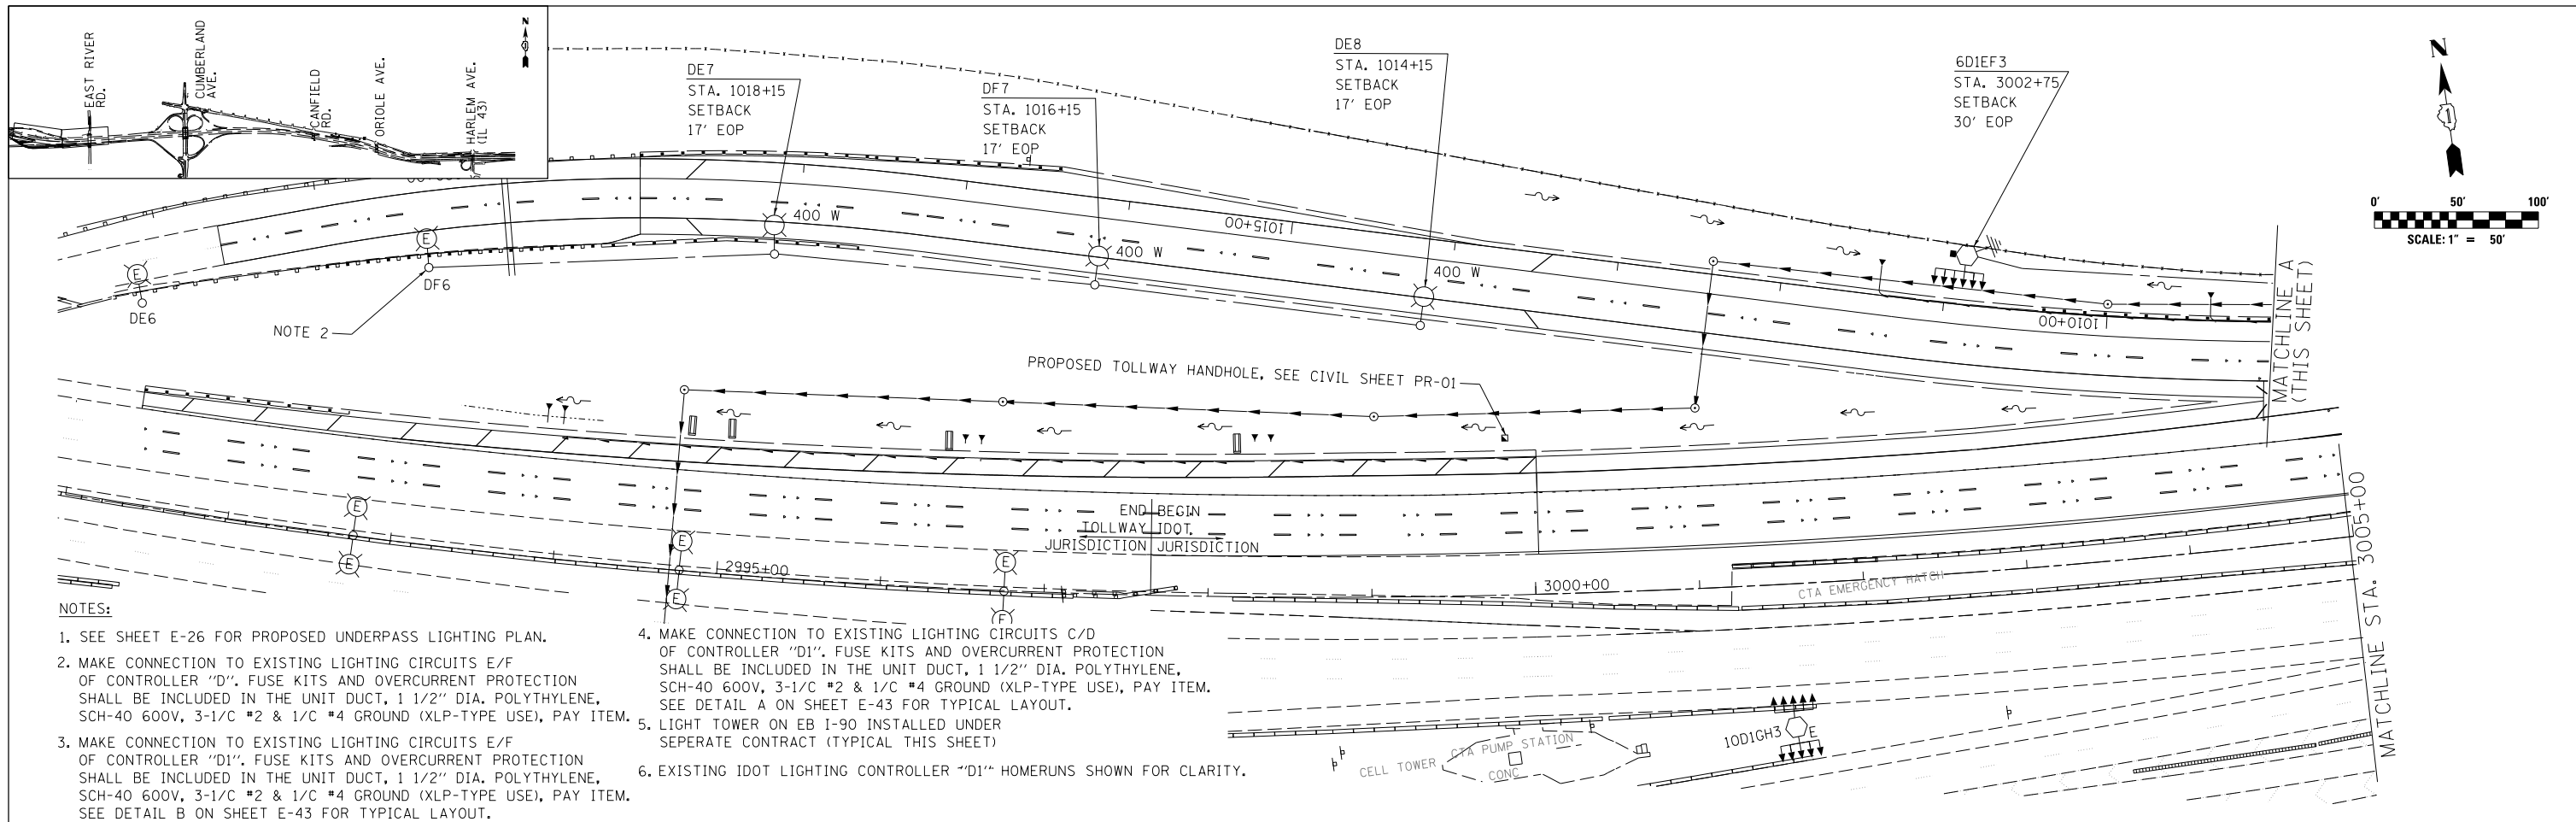 EAST RIVER
RD.
CUMBERLAND
AVE.
CANFIELD
RD.
ORIOLE AVE.
HARLEM AVE.
(IL 43)
N
DE7
STA. 1018+15
SETBACK
17' EOP
DF7
STA. 1016+15
SETBACK
17' EOP
DE8
STA. 1014+15
SETBACK
17' EOP
6D1EF3
STA. 3002+75
SETBACK
30' EOP
N
1
0' 50' 100'
SCALE: 1" = 50'
400 W
400 W
400 W
1015+00
1010+00
E
E
DE6
DF6
NOTE 2
MATCHLINE A
(THIS SHEET)
PROPOSED TOLLWAY HANDHOLE, SEE CIVIL SHEET PR-01
E
E
E
E
E
END BEGIN
TOLLWAY IDOT
JURISDICTION JURISDICTION
2995+00
3000+00
CTA EMERGENCY HATCH
MATCHLINE STA. 3005+00
10D1GH3
E
CTA PUMP STATION
CELL TOWER
CONC
NOTES:
1. SEE SHEET E-26 FOR PROPOSED UNDERPASS LIGHTING PLAN.
2. MAKE CONNECTION TO EXISTING LIGHTING CIRCUITS E/F
OF CONTROLLER "D". FUSE KITS AND OVERCURRENT PROTECTION
SHALL BE INCLUDED IN THE UNIT DUCT, 1 1/2" DIA. POLYTHYLENE,
SCH-40 600V, 3-1/C #2 & 1/C #4 GROUND (XLP-TYPE USE), PAY ITEM.
3. MAKE CONNECTION TO EXISTING LIGHTING CIRCUITS E/F
OF CONTROLLER "D1". FUSE KITS AND OVERCURRENT PROTECTION
SHALL BE INCLUDED IN THE UNIT DUCT, 1 1/2" DIA. POLYTHYLENE,
SCH-40 600V, 3-1/C #2 & 1/C #4 GROUND (XLP-TYPE USE), PAY ITEM.
SEE DETAIL B ON SHEET E-43 FOR TYPICAL LAYOUT.
4. MAKE CONNECTION TO EXISTING LIGHTING CIRCUITS C/D
OF CONTROLLER "D1". FUSE KITS AND OVERCURRENT PROTECTION
SHALL BE INCLUDED IN THE UNIT DUCT, 1 1/2" DIA. POLYTHYLENE,
SCH-40 600V, 3-1/C #2 & 1/C #4 GROUND (XLP-TYPE USE), PAY ITEM.
SEE DETAIL A ON SHEET E-43 FOR TYPICAL LAYOUT.
5. LIGHT TOWER ON EB I-90 INSTALLED UNDER
SEPERATE CONTRACT (TYPICAL THIS SHEET)
6. EXISTING IDOT LIGHTING CONTROLLER "D1" HOMERUNS SHOWN FOR CLARITY.